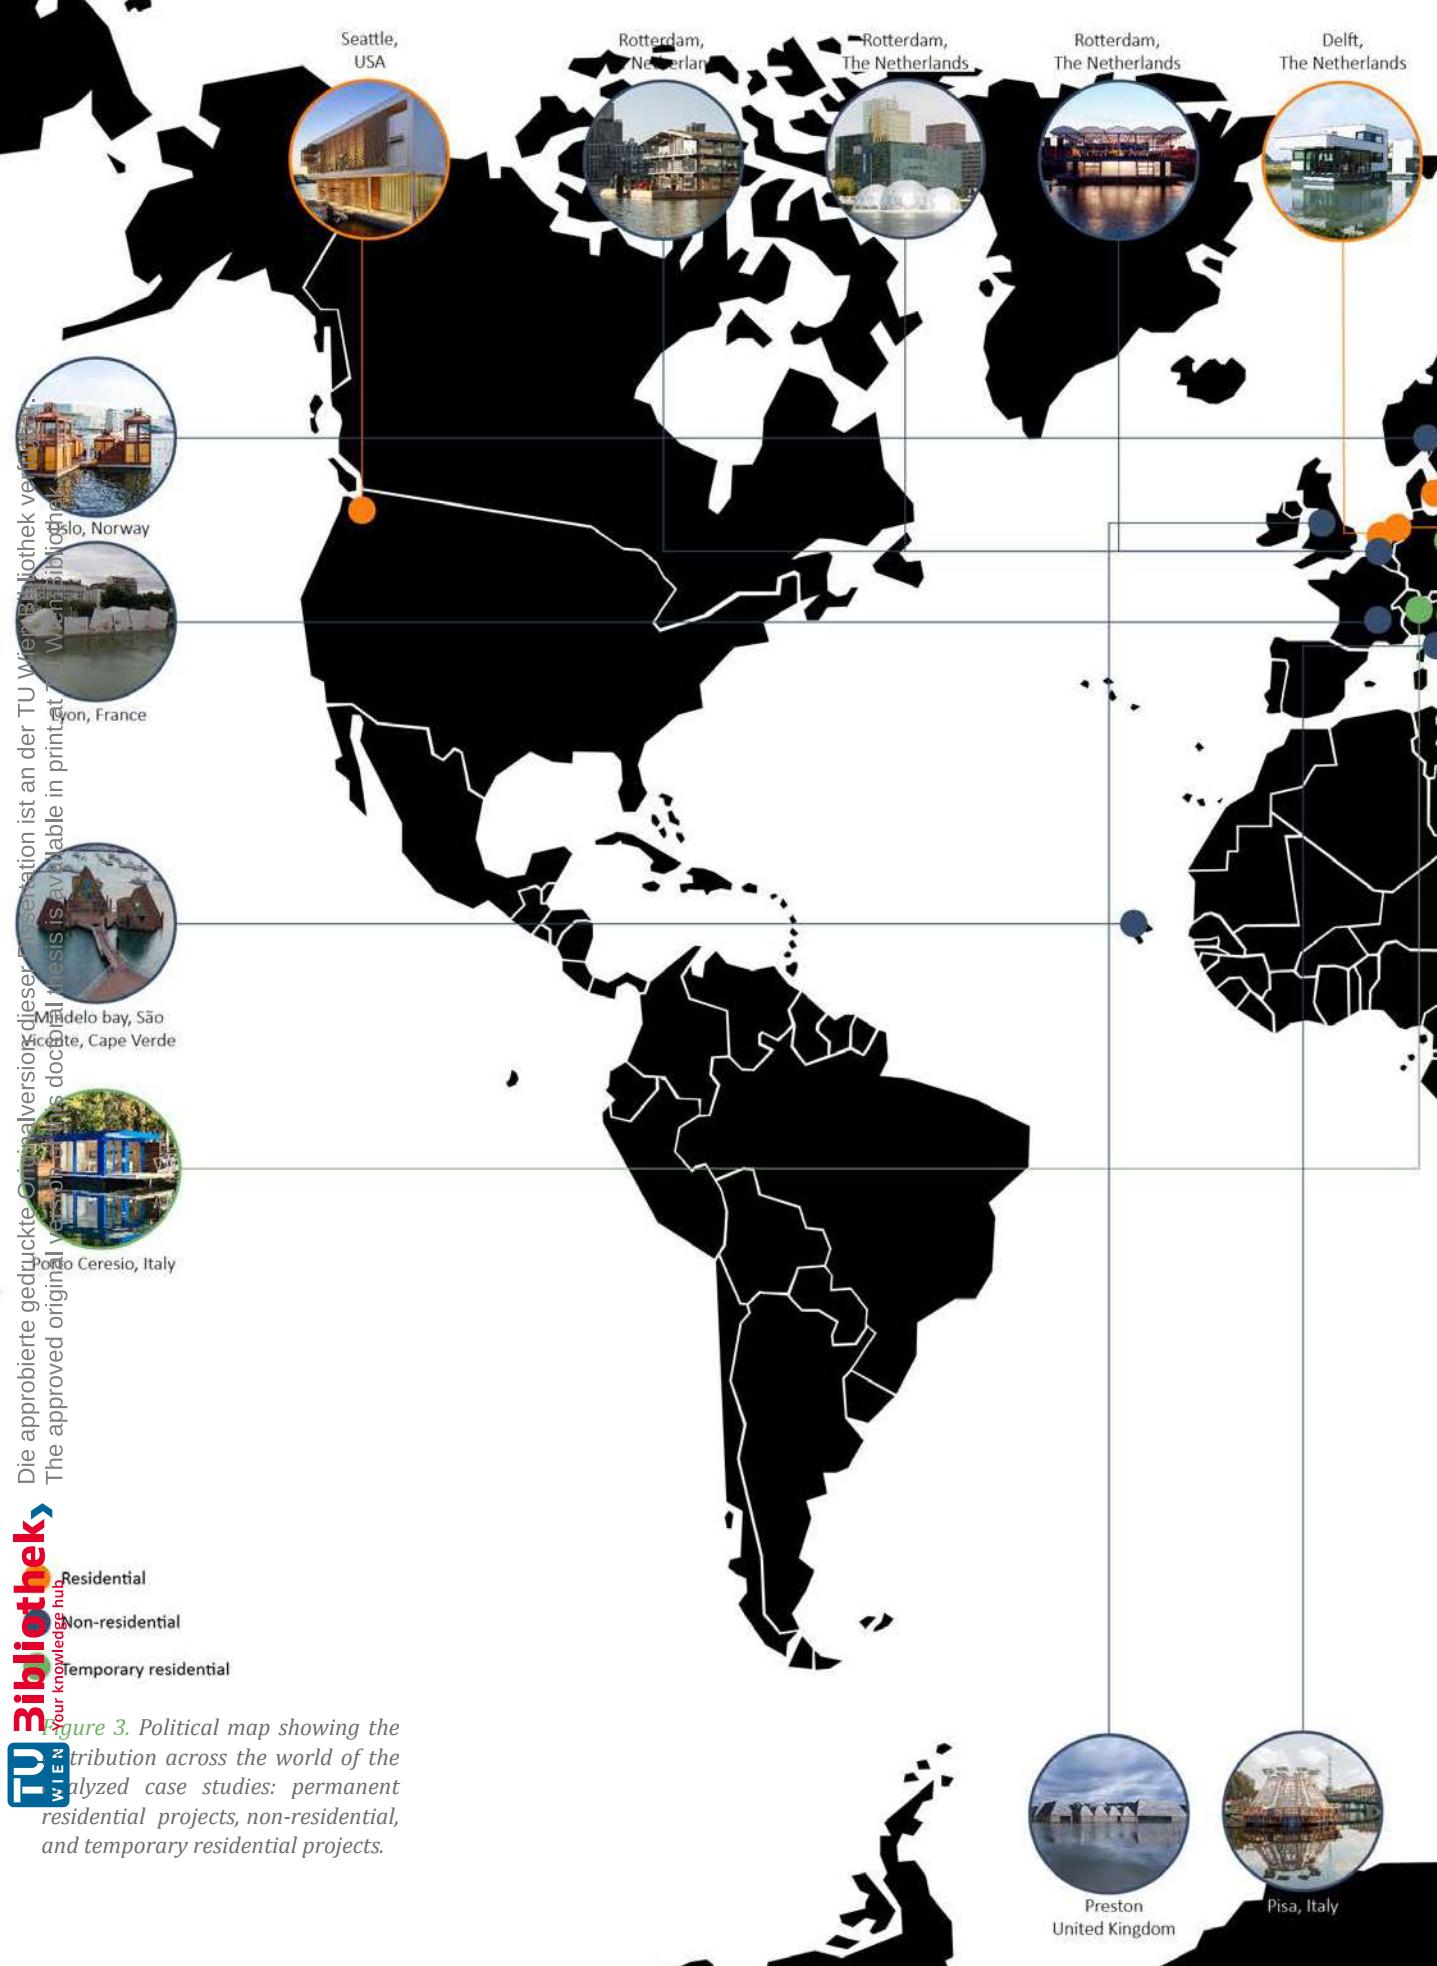 Seattle,
USA
Rotterdam,
Netherlan
Rotterdam,
The Netherlands
Rotterdam,
The Netherlands
Delft,
The Netherlands
Oslo, Norway
Lyon, France
Mindelo bay, São
Vicente, Cape Verde
Porto Ceresio, Italy
Residential
Non-residential
Temporary residential
Figure 3. Political map showing the
distribution across the world of the
analyzed case studies: permanent
residential projects, non-residential,
and temporary residential projects.
Preston
United Kingdom
Pisa, Italy
Die approbierte gedruckte Originalversion dieser Dissertation ist an der TU Wien Bibliothek verfügbar.
The approved original version of this doctoral thesis is available in print at TU Wien Bibliothek.
TU WIEN Bibliothek
Your knowledge hub